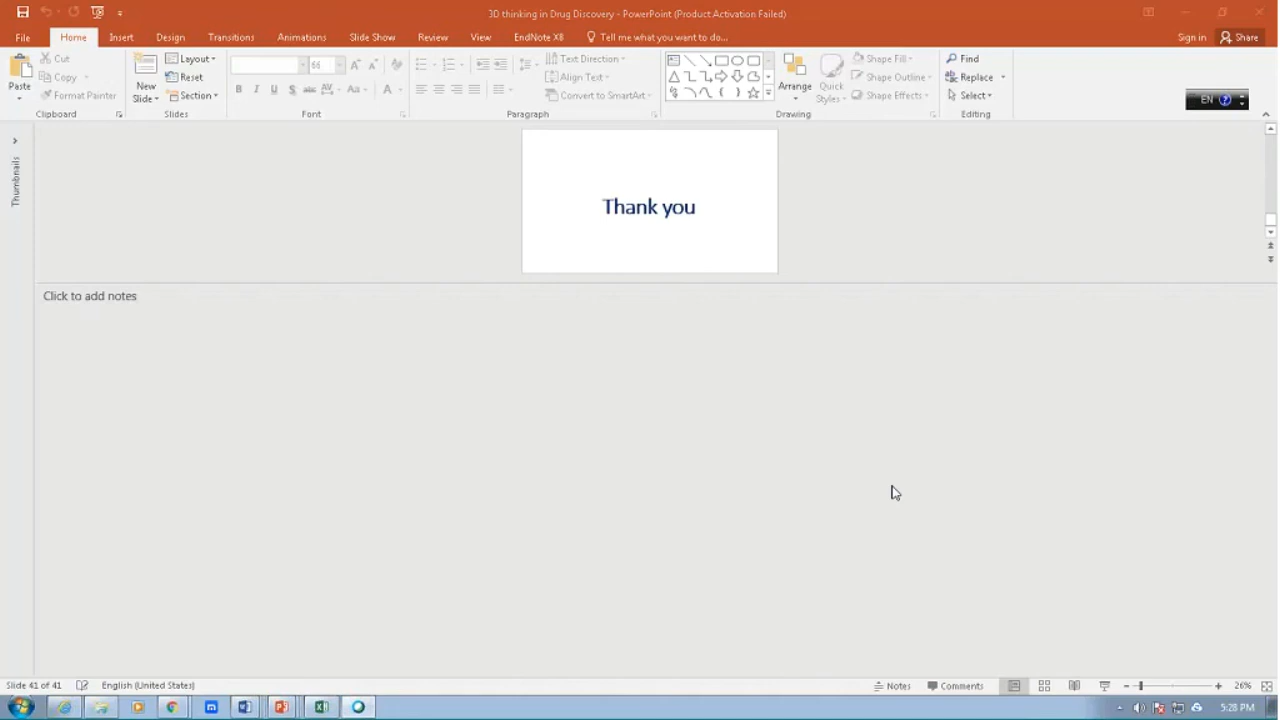 3D thinking in Drug Discovery - PowerPoint (Product Activation Failed)
File Home Insert Design Transitions Animations Slide Show Review View EndNote X8 Tell me what you want to do... Sign in Share
Paste
Cut
Copy
Format Painter
Clipboard
New Slide
Layout
Reset
Section
Slides
66
B I U S abc AV Aa A
Font
Text Direction
Align Text
Convert to SmartArt
Paragraph
Arrange
Quick Styles
Shape Fill
Shape Outline
Shape Effects
Drawing
Find
Replace
Select
Editing
EN
Thumbnails
Thank you
Click to add notes
Slide 41 of 41 English (United States) Notes Comments 26%
5:28 PM